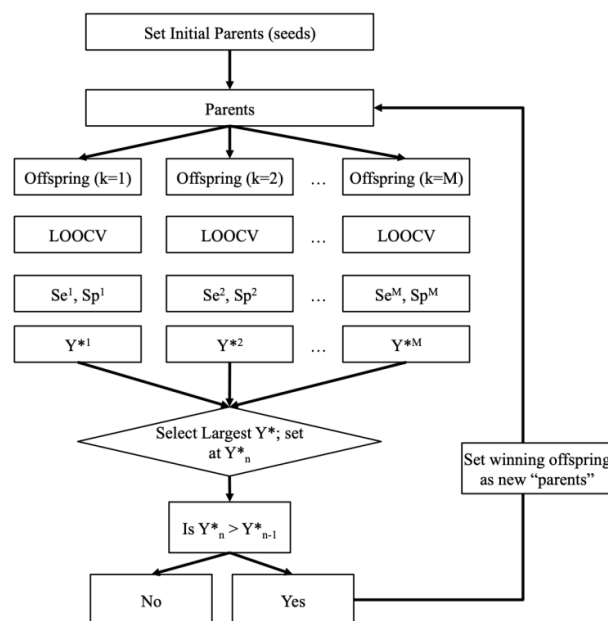 Set Initial Parents (seeds)
Parents
Offspring (k=1)
Offspring (k=2)
...
Offspring (k=M)
LOOCV
LOOCV
...
LOOCV
Se¹, Sp¹
Se², Sp²
...
Seᴹ, Spᴹ
Y*¹
Y*²
...
Y*ᴹ
Select Largest Y*; set
at Y*ₙ
Set winning offspring
as new “parents”
Is Y*ₙ > Y*ₙ₋₁
No
Yes